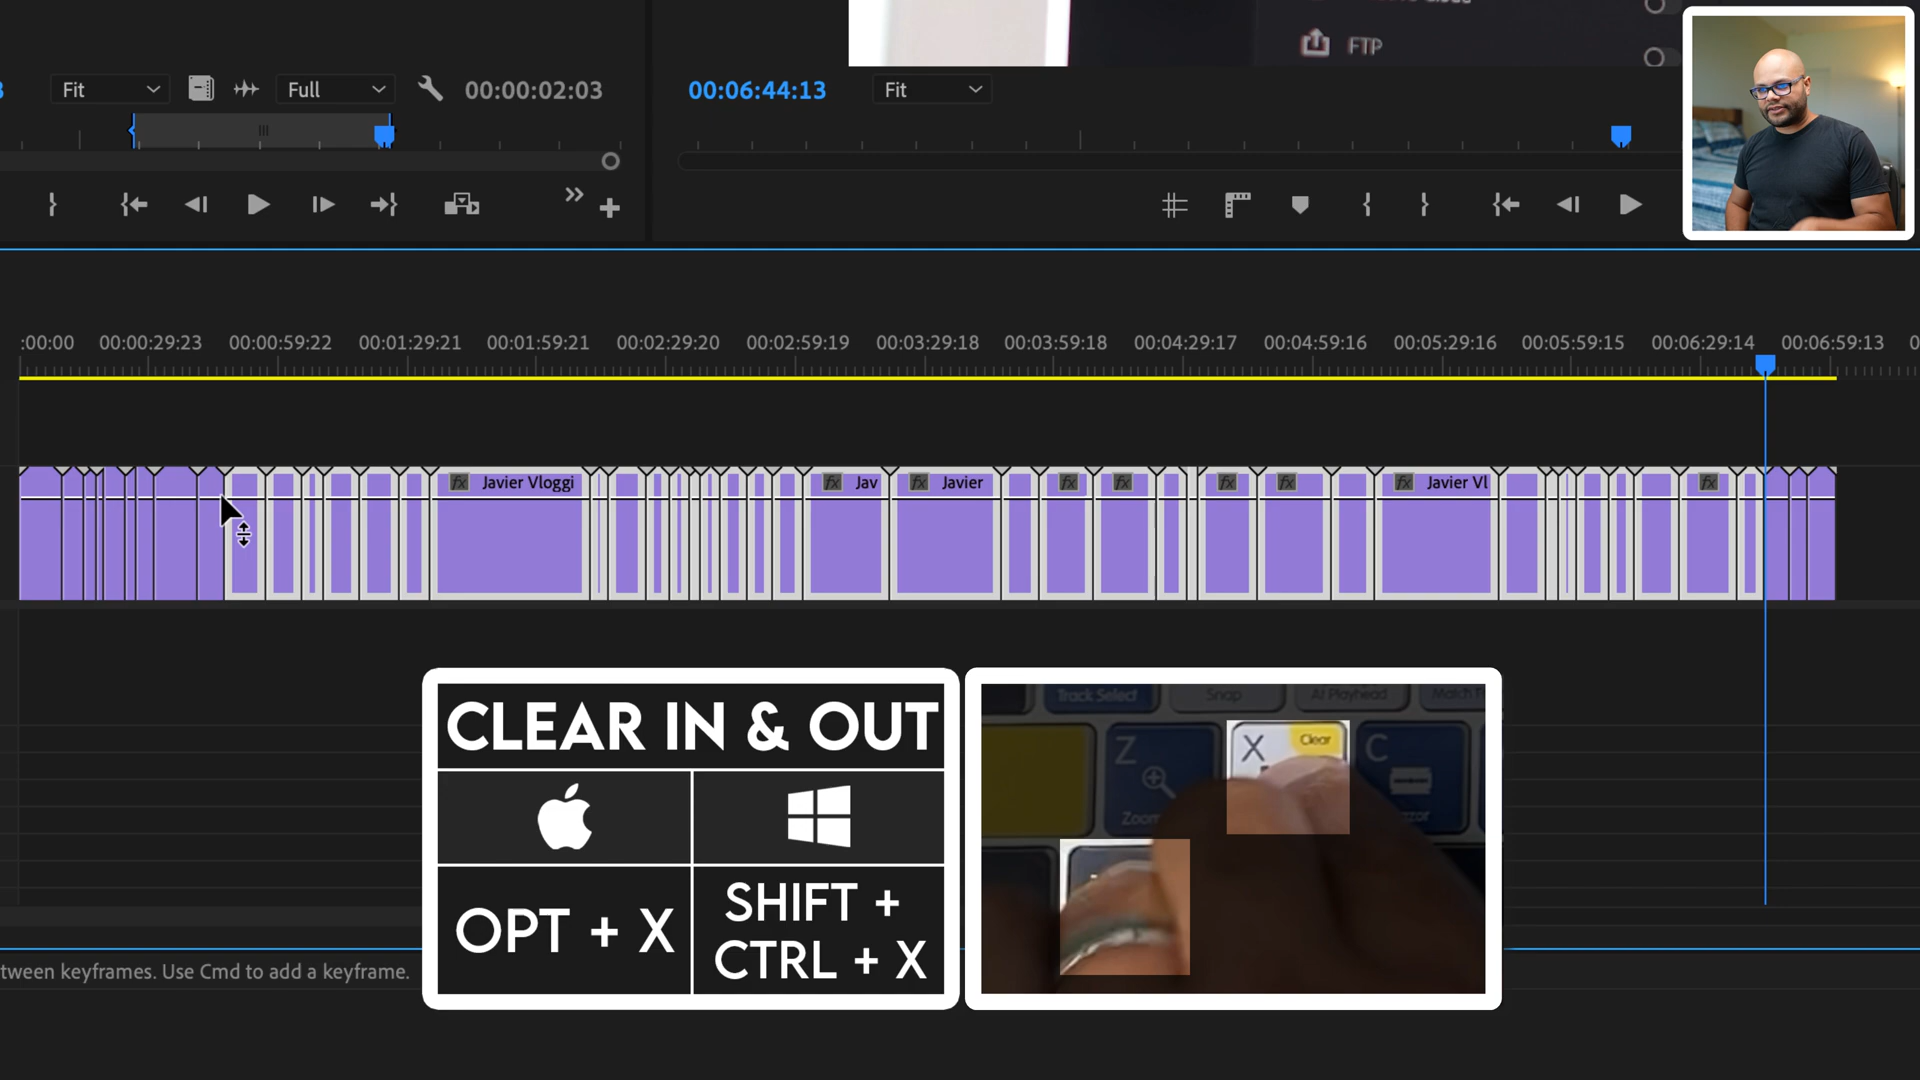 FTP
Fit
Full
00:00:02:03
00:06:44:13
Fit
:00:00
00:00:29:23
00:00:59:22
00:01:29:21
00:01:59:21
00:02:29:20
00:02:59:19
00:03:29:18
00:03:59:18
00:04:29:17
00:04:59:16
00:05:29:16
00:05:59:15
00:06:29:14
00:06:59:13
fx Javier Vloggi
fx Jav
fx Javier
fx
fx
fx
fx
fx Javier Vl
fx
CLEAR IN & OUT
OPT + X
SHIFT +
CTRL + X
Track Select
Snap
At Playhead
Z
X
Clear
C
tween keyframes. Use Cmd to add a keyframe.